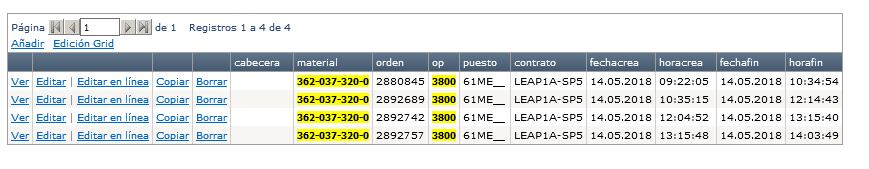 Página 1 de 1 Registros 1 a 4 de 4
Añadir Edición Grid
cabecera material orden op puesto contrato fechacrea horacrea fechafin horafin
Ver Editar | Editar en línea Copiar Borrar 362-037-320-0 2880845 3800 61ME__ LEAP1A-SP5 14.05.2018 09:22:05 14.05.2018 10:34:54
Ver Editar | Editar en línea Copiar Borrar 362-037-320-0 2892689 3800 61ME__ LEAP1A-SP5 14.05.2018 10:35:15 14.05.2018 12:14:43
Ver Editar | Editar en línea Copiar Borrar 362-037-320-0 2892742 3800 61ME__ LEAP1A-SP5 14.05.2018 12:04:52 14.05.2018 13:15:40
Ver Editar | Editar en línea Copiar Borrar 362-037-320-0 2892757 3800 61ME__ LEAP1A-SP5 14.05.2018 13:15:48 14.05.2018 14:03:49